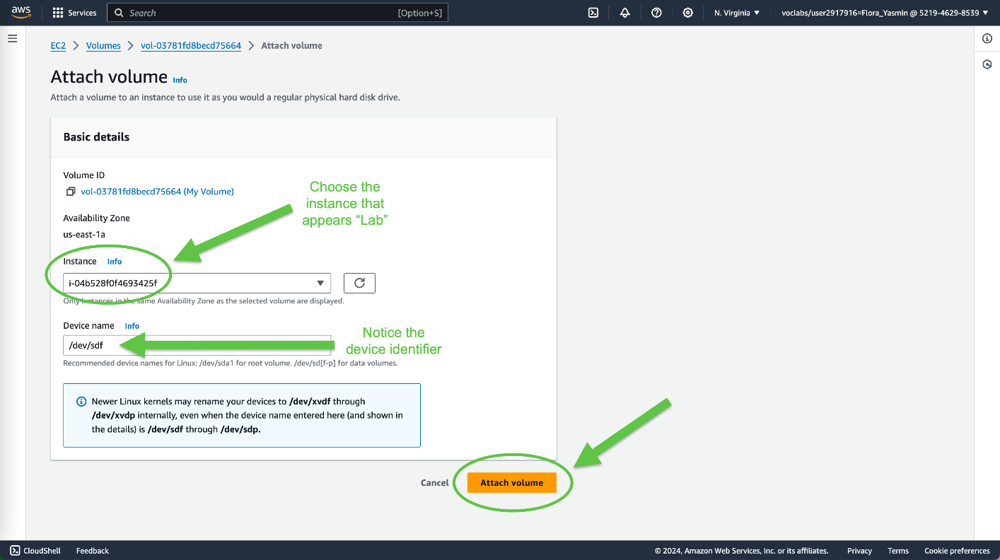 aws
Services
Search
[Option+S]
N. Virginia
voclabs/user2917916=Flora_Yasmin @ 5219-4629-8539
EC2 > Volumes > vol-03781fd8becd75664 > Attach volume
Attach volume Info
Attach a volume to an instance to use it as you would a regular physical hard disk drive.
Basic details
Volume ID
vol-03781fd8becd75664 (My Volume)
Choose the
instance that
appears “Lab”
Availability Zone
us-east-1a
Instance Info
i-04b528f0f4693425f
Only instances in the same Availability Zone as the selected volume are displayed.
Device name Info
/dev/sdf
Notice the
device identifier
Recommended device names for Linux: /dev/sda1 for root volume. /dev/sd[f-p] for data volumes.
Newer Linux kernels may rename your devices to /dev/xvdf through
/dev/xvdp internally, even when the device name entered here (and shown in
the details) is /dev/sdf through /dev/sdp.
Cancel
Attach volume
CloudShell
Feedback
© 2024, Amazon Web Services, Inc. or its affiliates.
Privacy
Terms
Cookie preferences